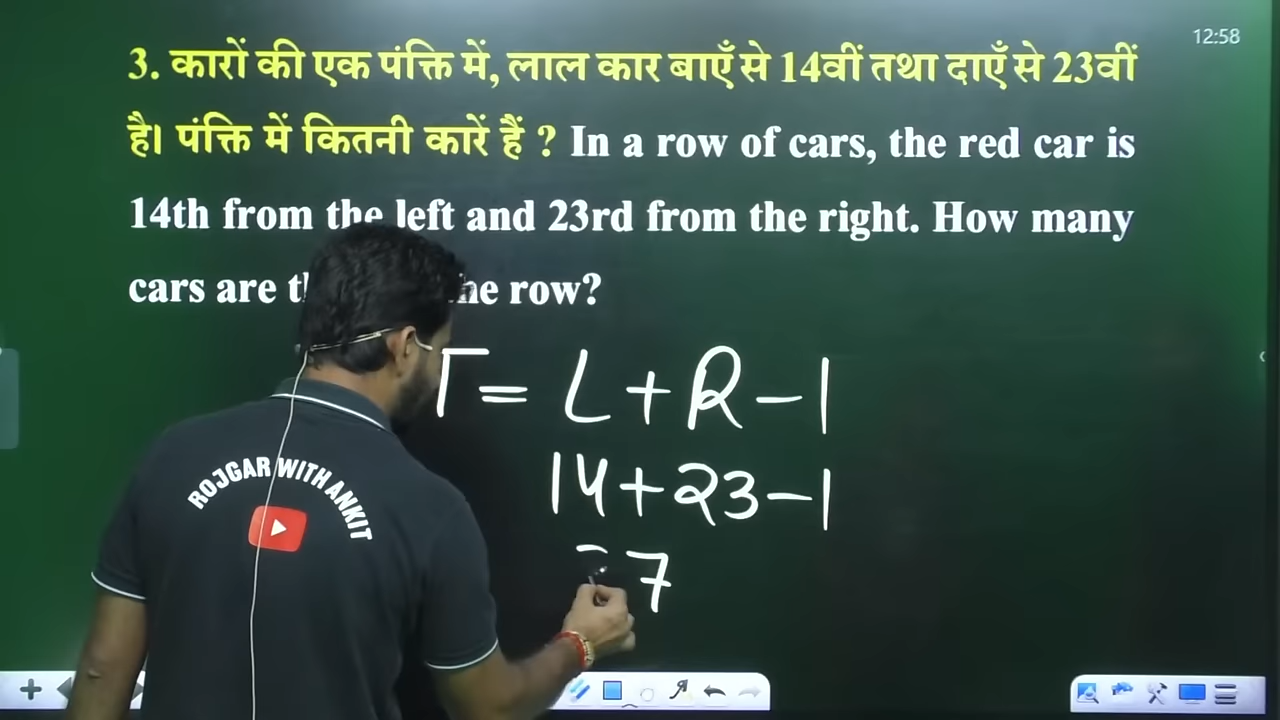 12:58
3. कारों की एक पंक्ति में, लाल कार बाएँ से 14वीं तथा दाएँ से 23वीं
है। पंक्ति में कितनी कारें हैं ? In a row of cars, the red car is
14th from the left and 23rd from the right. How many
cars are he row?
T = L + R - 1
14 + 23 - 1
7
ROJGAR WITH ANKIT